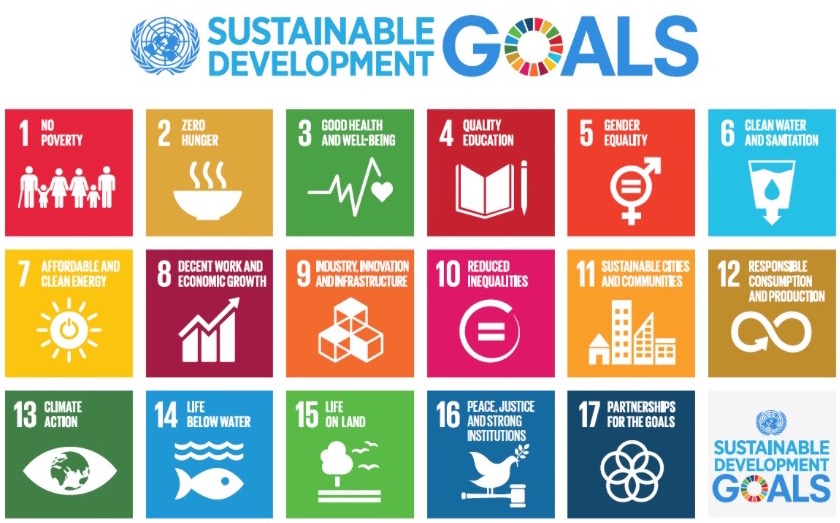 SUSTAINABLE
DEVELOPMENT
GOALS
1 NO
POVERTY
2 ZERO
HUNGER
3 GOOD HEALTH
AND WELL-BEING
4 QUALITY
EDUCATION
5 GENDER
EQUALITY
6 CLEAN WATER
AND SANITATION
7 AFFORDABLE AND
CLEAN ENERGY
8 DECENT WORK AND
ECONOMIC GROWTH
9 INDUSTRY, INNOVATION
AND INFRASTRUCTURE
10 REDUCED
INEQUALITIES
11 SUSTAINABLE CITIES
AND COMMUNITIES
12 RESPONSIBLE
CONSUMPTION
AND PRODUCTION
13 CLIMATE
ACTION
14 LIFE
BELOW WATER
15 LIFE
ON LAND
16 PEACE, JUSTICE
AND STRONG
INSTITUTIONS
17 PARTNERSHIPS
FOR THE GOALS
SUSTAINABLE
DEVELOPMENT
GOALS